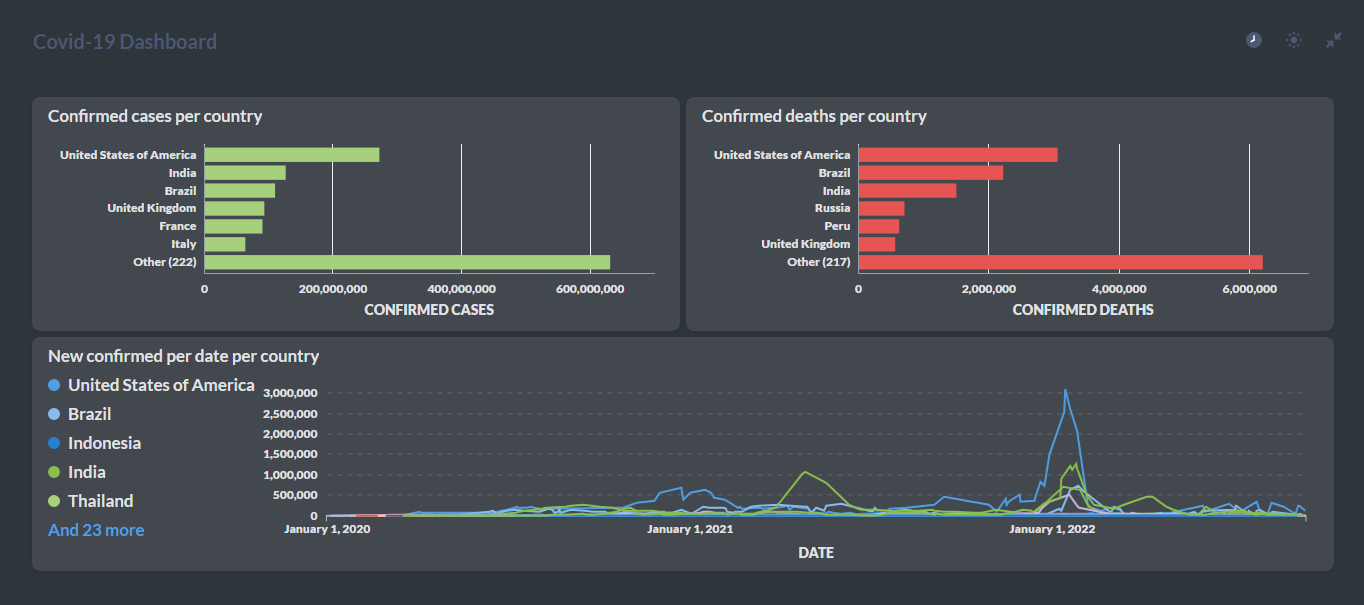 Covid-19 Dashboard
Confirmed cases per country
United States of America
India
Brazil
United Kingdom
France
Italy
Other (222)
0 200,000,000 400,000,000 600,000,000
CONFIRMED CASES
Confirmed deaths per country
United States of America
Brazil
India
Russia
Peru
United Kingdom
Other (217)
0 2,000,000 4,000,000 6,000,000
CONFIRMED DEATHS
New confirmed per date per country
United States of America
Brazil
Indonesia
India
Thailand
And 23 more
3,000,000
2,500,000
2,000,000
1,500,000
1,000,000
500,000
0
January 1, 2020 January 1, 2021 January 1, 2022
DATE